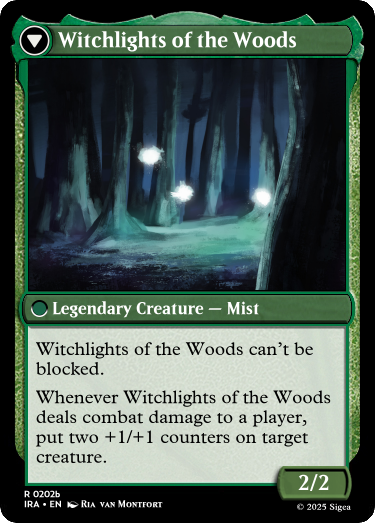 Witchlights of the Woods
Legendary Creature — Mist
Witchlights of the Woods can't be
blocked.
Whenever Witchlights of the Woods
deals combat damage to a player,
put two +1/+1 counters on target
creature.
2/2
R 0202b
IRA • EN Ria van Montfort
© 2025 Sigea